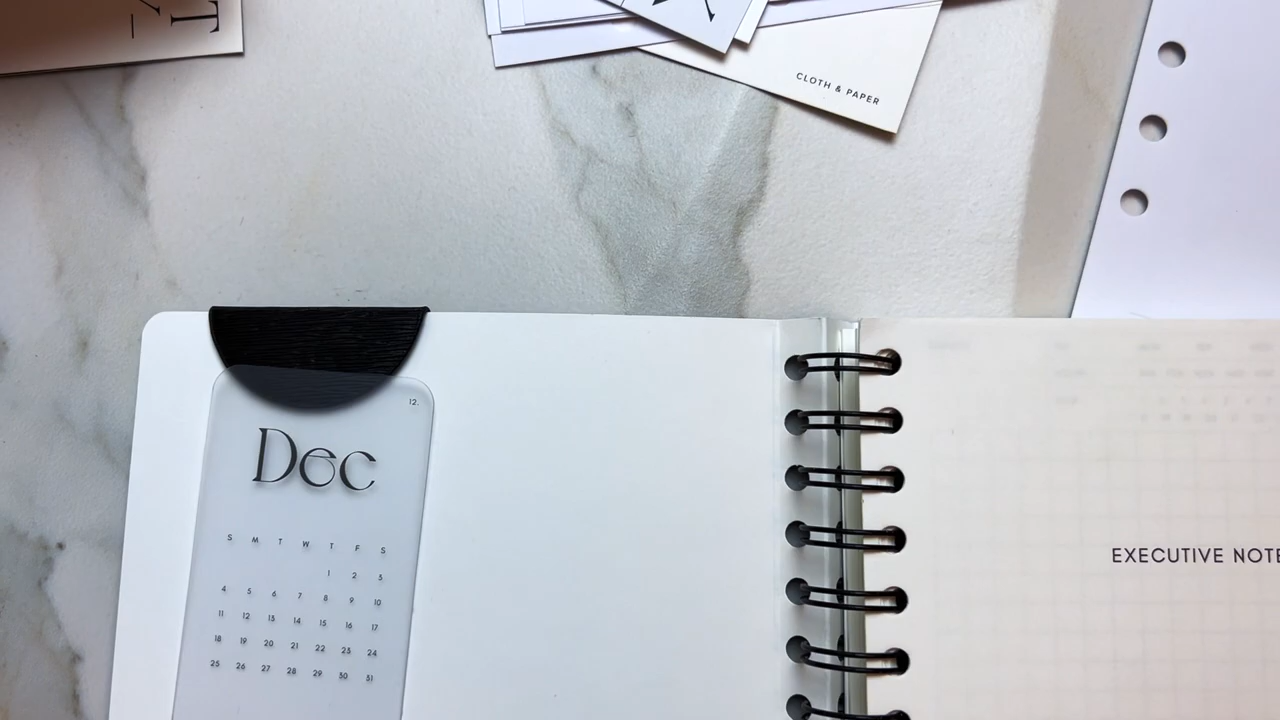 CLOTH & PAPER
12.
Dec
S M T W T F S
1 2 3
4 5 6 7 8 9 10
11 12 13 14 15 16 17
18 19 20 21 22 23 24
25 26 27 28 29 30 31
EXECUTIVE NOTE